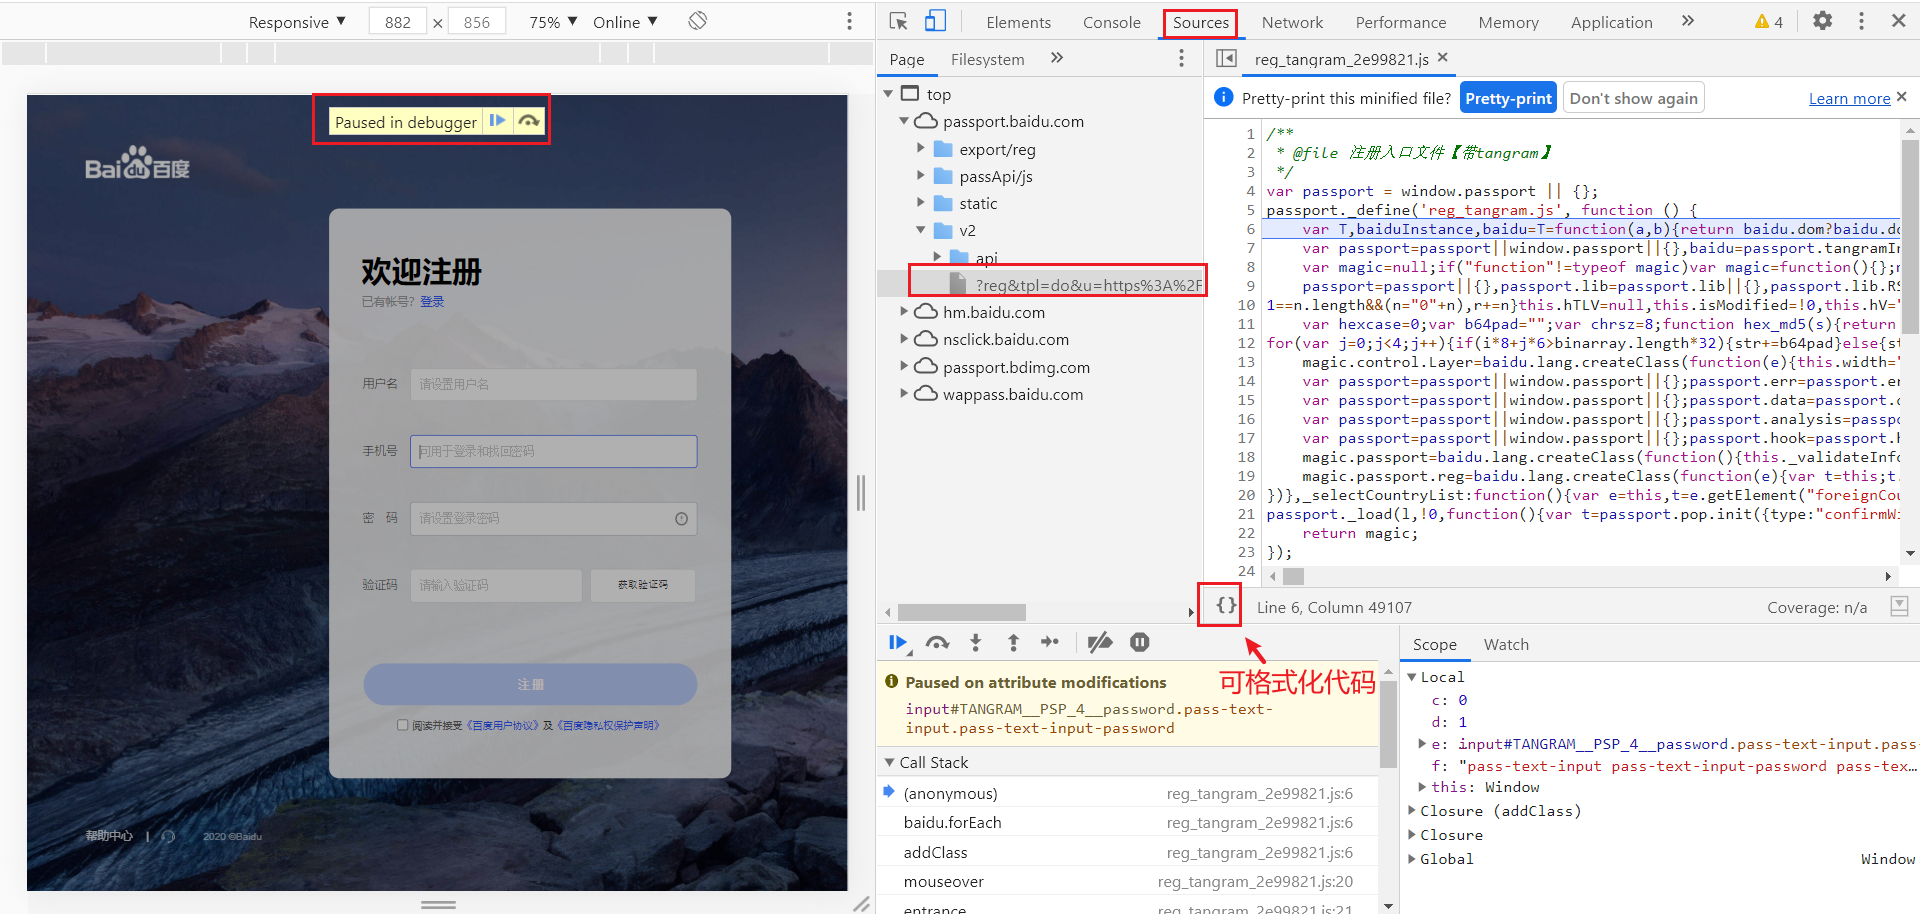 Responsive ▼ 882 × 856 75% ▼ Online ▼
Elements Console Sources Network Performance Memory Application » 4
Page Filesystem »
reg_tangram_2e99821.js ×
Pretty-print this minified file? Pretty-print Don't show again Learn more ×
Paused in debugger
Bai du 百度
欢迎注册
已有帐号? 登录
用户名 请设置用户名
手机号 可用于登录和找回密码
密 码 请设置登录密码
验证码 请输入验证码 获取验证码
注册
阅读并接受《百度用户协议》及《百度隐私权保护声明》
帮助中心 | 2020 ©Baidu
top
passport.baidu.com
export/reg
passApi/js
static
v2
api
?reg&tpl=do&u=https%3A%2F
hm.baidu.com
nsclick.baidu.com
passport.bdimg.com
wappass.baidu.com
1 /**
2 * @file 注册入口文件【带tangram】
3 */
4 var passport = window.passport || {};
5 passport._define('reg_tangram.js', function () {
6 var T,baiduInstance,baidu=T=function(a,b){return baidu.dom?baidu.do
7 var passport=passport||window.passport||{},baidu=passport.tangramIn
8 var magic=null;if("function"!=typeof magic)var magic=function(){};m
9 passport=passport||{},passport.lib=passport.lib||{},passport.lib.RS
10 1==n.length&&(n="0"+n),r+=n}this.hTLV=null,this.isModified=!0,this.hV='
11 var hexcase=0;var b64pad="";var chrsz=8;function hex_md5(s){return
12 for(var j=0;j<4;j++){if(i*8+j*6>binarray.length*32){str+=b64pad}else{st
13 magic.control.Layer=baidu.lang.createClass(function(e){this.width='
14 var passport=passport||window.passport||{};passport.err=passport.er
15 var passport=passport||window.passport||{};passport.data=passport.c
16 var passport=passport||window.passport||{};passport.analysis=passpo
17 var passport=passport||window.passport||{};passport.hook=passport.h
18 magic.passport=baidu.lang.createClass(function(){this._validateInfo
19 magic.passport.reg=baidu.lang.createClass(function(e){var t=this;t.
20 })},_selectCountryList:function(){var e=this,t=e.getElement("foreignCou
21 passport._load(l,!0,function(){var t=passport.pop.init({type:"confirmWi
22 return magic;
23 });
24
{} Line 6, Column 49107 Coverage: n/a
可格式化代码
Paused on attribute modifications
input#TANGRAM__PSP_4__password.pass-text-
input.pass-text-input-password
Call Stack
(anonymous) reg_tangram_2e99821.js:6
baidu.forEach reg_tangram_2e99821.js:6
addClass reg_tangram_2e99821.js:6
mouseover reg_tangram_2e99821.js:20
entrance reg_tangram_2e99821.js:21
Scope Watch
Local
c: 0
d: 1
e: input#TANGRAM__PSP_4__password.pass-text-input.pass-
f: "pass-text-input pass-text-input-password pass-tex…
this: Window
Closure (addClass)
Closure
Global Window